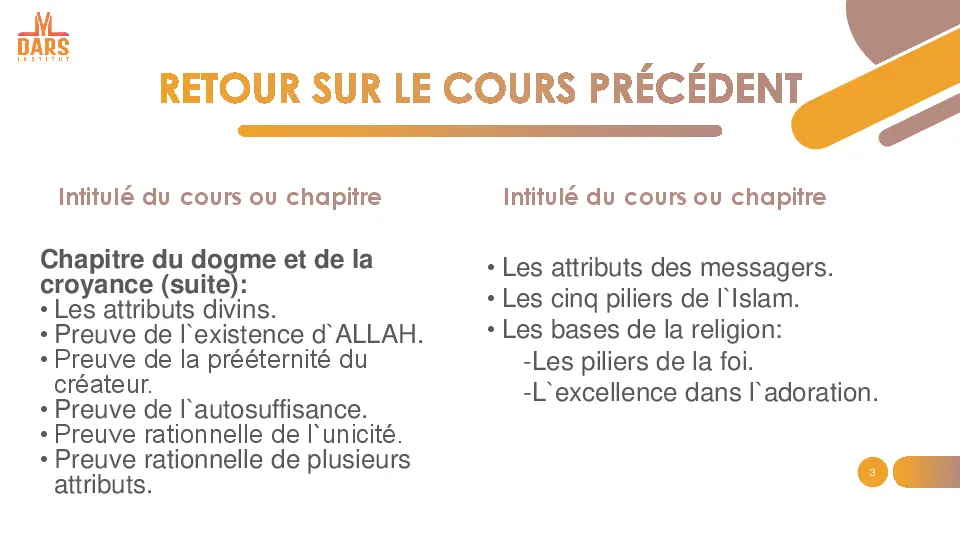 DARS
INSTITUT
RETOUR SUR LE COURS PRÉCÉDENT
Intitulé du cours ou chapitre
Chapitre du dogme et de la
croyance (suite):
• Les attributs divins.
• Preuve de l`existence d`ALLAH.
• Preuve de la prééternité du
créateur.
• Preuve de l`autosuffisance.
• Preuve rationnelle de l`unicité.
• Preuve rationnelle de plusieurs
attributs.
Intitulé du cours ou chapitre
• Les attributs des messagers.
• Les cinq piliers de l`Islam.
• Les bases de la religion:
-Les piliers de la foi.
-L`excellence dans l`adoration.
3